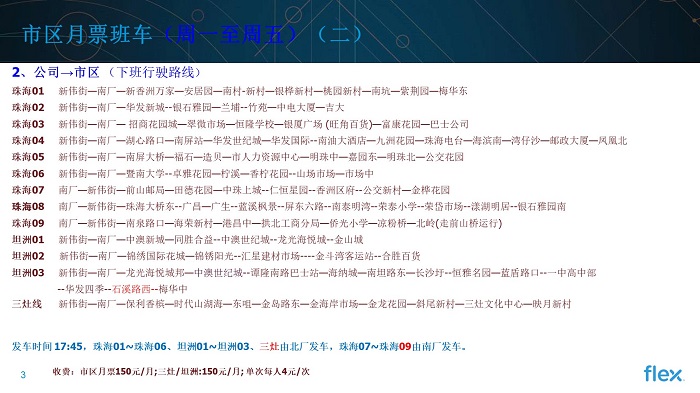 市区月票班车（周一至周五）（二）
2、公司→市区 （下班行驶路线）
珠海01 新伟街—南厂—新香洲万家—安居园—南村-新村—银桦新村—桃园新村—南坑—紫荆园—梅华东
珠海02 新伟街—南厂—华发新城--银石雅园—兰埔--竹苑—中电大厦—吉大
珠海03 新伟街—南厂— 招商花园城—翠微市场—恒隆学校—银厦广场 (旺角百货)—富康花园—巴士公司
珠海04 新伟街—南厂—湖心路口—南屏站—华发世纪城—华发国际--南油大酒店—九洲花园—珠海电台—海滨南—湾仔沙—邮政大厦—凤凰北
珠海05 新伟街—南厂—南屏大桥—福石—造贝—市人力资源中心—明珠中—嘉园东—明珠北—公交花园
珠海06 新伟街—南厂—暨南大学--卓雅花园—柠溪—香柠花园--山场市场—市场中
珠海07 南厂—新伟街—前山邮局—田德花园—中珠上城--仁恒星园--香洲区府--公交新村—金桦花园
珠海08 南厂—新伟街—珠海大桥东--广昌—广生--蓝溪枫景--屏东六路--南泰明湾--荣泰小学--荣岱市场--漾湖明居--银石雅园南
珠海09 南厂—新伟街—南泉路口—海荣新村—港昌中—拱北工商分局—侨光小学—凉粉桥—北岭(走前山桥运行)
坦洲01 新伟街—南厂—中澳新城—同胜合益--中澳世纪城--龙光海悦城--金山城
坦洲02 新伟街—南厂—锦绣国际花城—锦绣阳光--汇星建材市场----金斗湾客运站--合胜百货
坦洲03 新伟街—南厂—龙光海悦城邦—中澳世纪城--谭隆南路巴士站—海纳城—南坦路东—长沙圩--恒雅名园—蓝盾路口--一中高中部
--华发四季--石溪路西--梅华中
三灶线 新伟街—南厂—保利香槟—时代山湖海—东咀—金岛路东—金海岸市场—金龙花园—斜尾新村—三灶文化中心—映月新村
发车时间 17:45，珠海01~珠海06、坦洲01~坦洲03、三灶由北厂发车，珠海07~珠海09由南厂发车。
3 收费：市区月票150元/月;三灶/坦洲:150元/月; 单次每人4元/次
flex